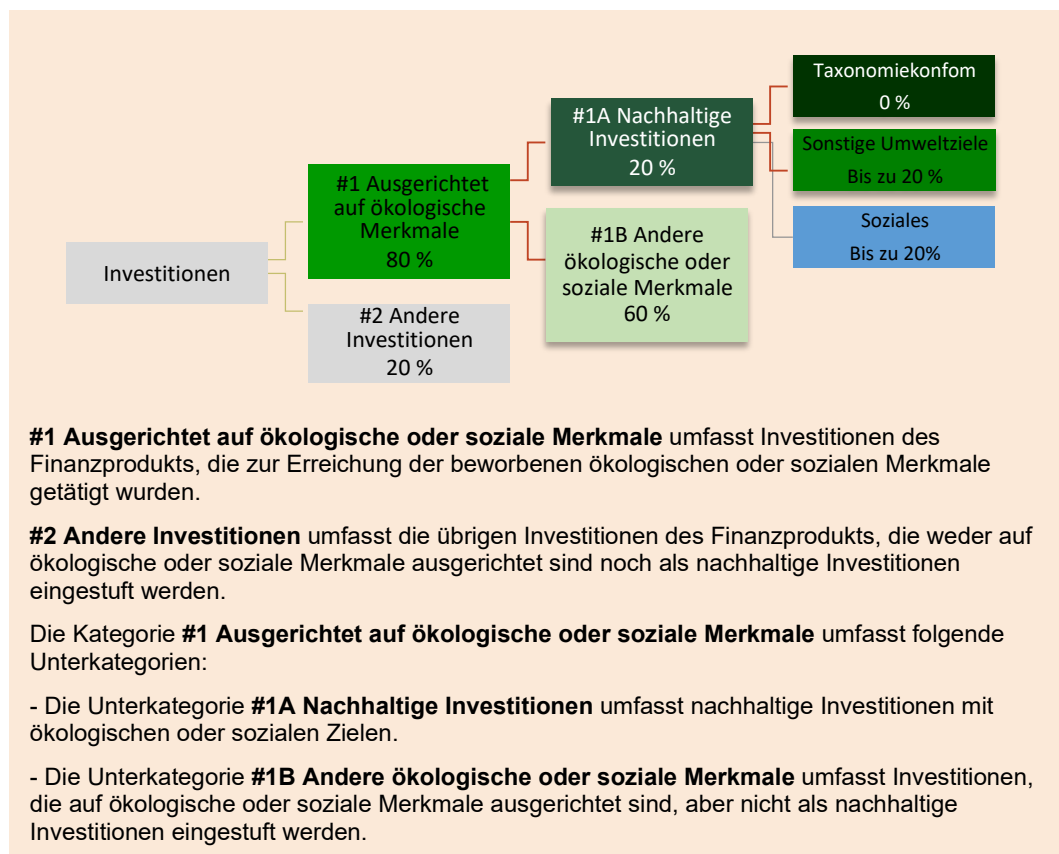 Investitionen
#1 Ausgerichtet
auf ökologische
Merkmale
80 %
#2 Andere
Investitionen
20 %
#1A Nachhaltige
Investitionen
20 %
#1B Andere
ökologische oder
soziale Merkmale
60 %
Taxonomiekonfom
0 %
Sonstige Umweltziele
Bis zu 20 %
Soziales
Bis zu 20%
#1 Ausgerichtet auf ökologische oder soziale Merkmale umfasst Investitionen des
Finanzprodukts, die zur Erreichung der beworbenen ökologischen oder sozialen Merkmale
getätigt wurden.
#2 Andere Investitionen umfasst die übrigen Investitionen des Finanzprodukts, die weder auf
ökologische oder soziale Merkmale ausgerichtet sind noch als nachhaltige Investitionen
eingestuft werden.
Die Kategorie #1 Ausgerichtet auf ökologische oder soziale Merkmale umfasst folgende
Unterkategorien:
- Die Unterkategorie #1A Nachhaltige Investitionen umfasst nachhaltige Investitionen mit
ökologischen oder sozialen Zielen.
- Die Unterkategorie #1B Andere ökologische oder soziale Merkmale umfasst Investitionen,
die auf ökologische oder soziale Merkmale ausgerichtet sind, aber nicht als nachhaltige
Investitionen eingestuft werden.